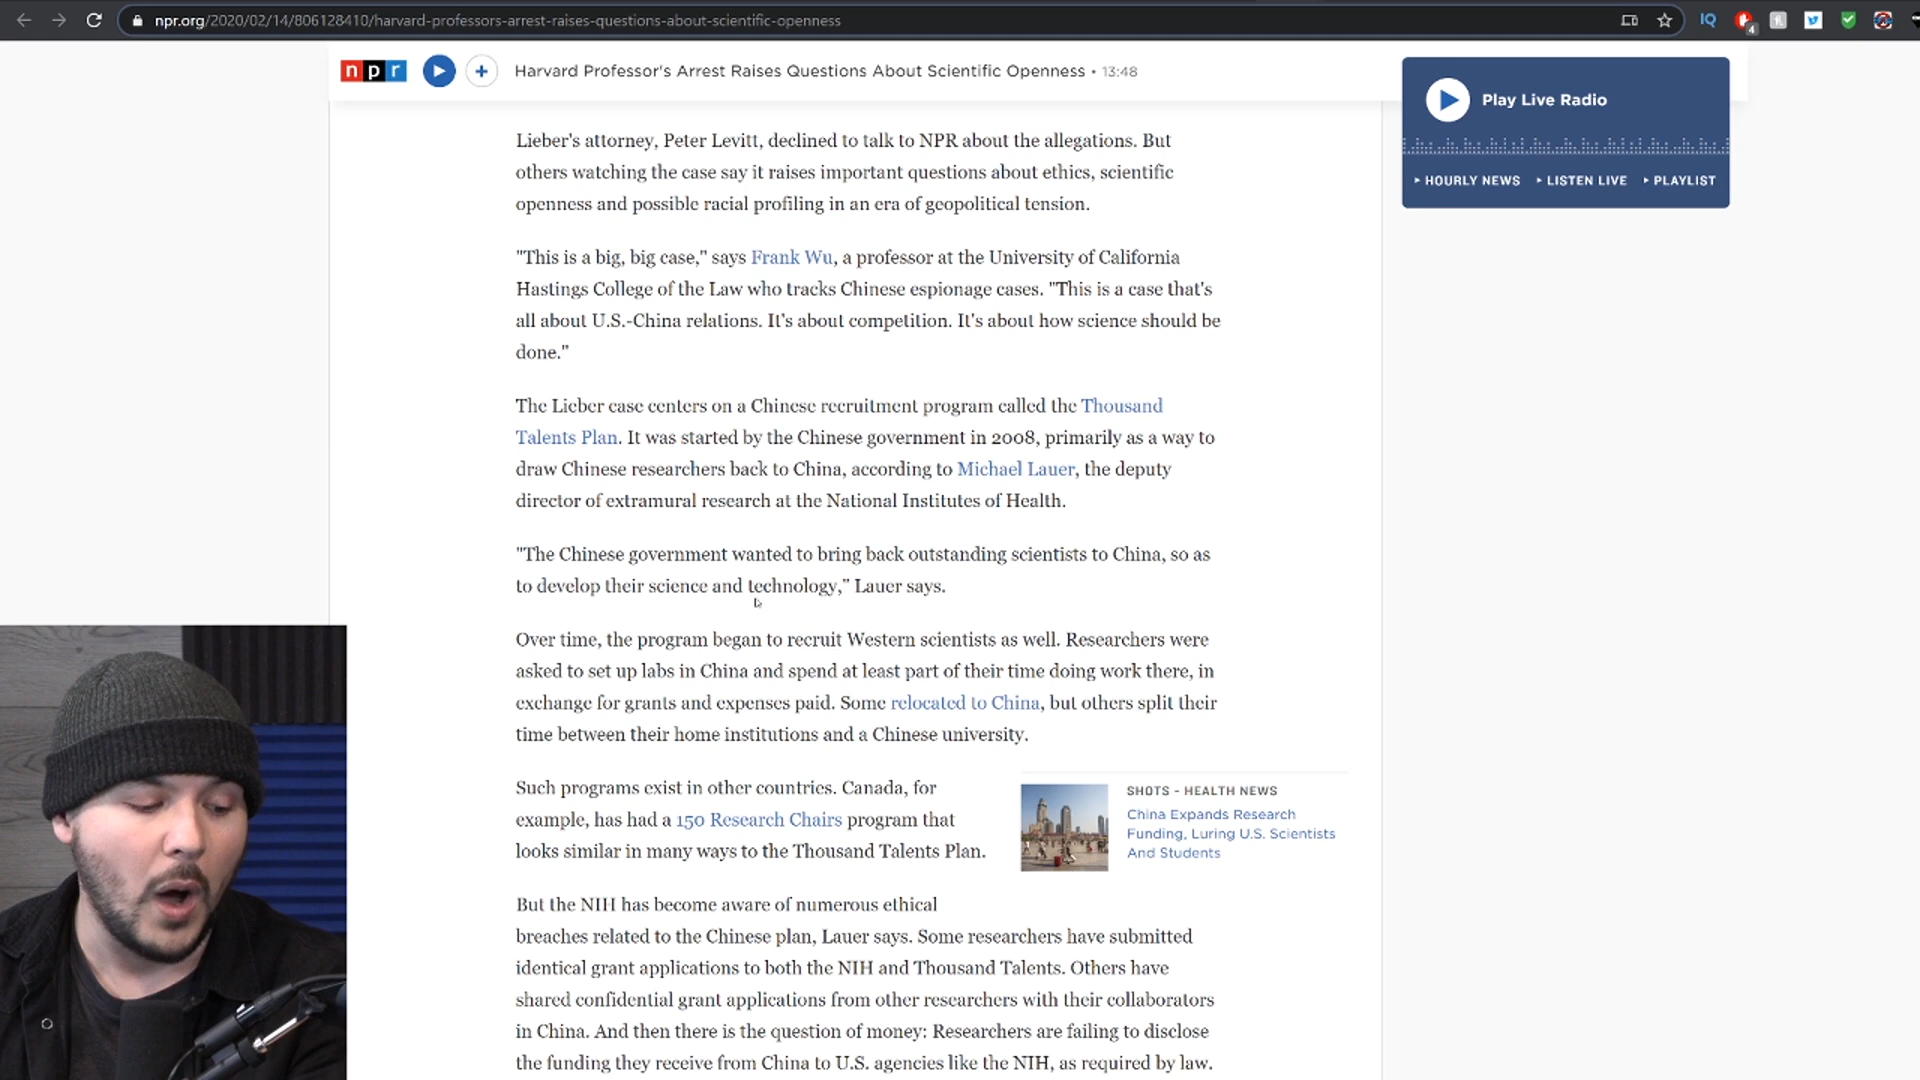 npr.org/2020/02/14/806128410/harvard-professors-arrest-raises-questions-about-scientific-openness
IQ
4
npr
Harvard Professor's Arrest Raises Questions About Scientific Openness • 13:48
Play Live Radio
HOURLY NEWS
LISTEN LIVE
PLAYLIST
Lieber's attorney, Peter Levitt, declined to talk to NPR about the allegations. But
others watching the case say it raises important questions about ethics, scientific
openness and possible racial profiling in an era of geopolitical tension.
"This is a big, big case," says Frank Wu, a professor at the University of California
Hastings College of the Law who tracks Chinese espionage cases. "This is a case that's
all about U.S.-China relations. It's about competition. It's about how science should be
done."
The Lieber case centers on a Chinese recruitment program called the Thousand
Talents Plan. It was started by the Chinese government in 2008, primarily as a way to
draw Chinese researchers back to China, according to Michael Lauer, the deputy
director of extramural research at the National Institutes of Health.
"The Chinese government wanted to bring back outstanding scientists to China, so as
to develop their science and technology," Lauer says.
Over time, the program began to recruit Western scientists as well. Researchers were
asked to set up labs in China and spend at least part of their time doing work there, in
exchange for grants and expenses paid. Some relocated to China, but others split their
time between their home institutions and a Chinese university.
Such programs exist in other countries. Canada, for
example, has had a 150 Research Chairs program that
looks similar in many ways to the Thousand Talents Plan.
SHOTS - HEALTH NEWS
China Expands Research
Funding, Luring U.S. Scientists
And Students
But the NIH has become aware of numerous ethical
breaches related to the Chinese plan, Lauer says. Some researchers have submitted
identical grant applications to both the NIH and Thousand Talents. Others have
shared confidential grant applications from other researchers with their collaborators
in China. And then there is the question of money: Researchers are failing to disclose
the funding they receive from China to U.S. agencies like the NIH, as required by law.